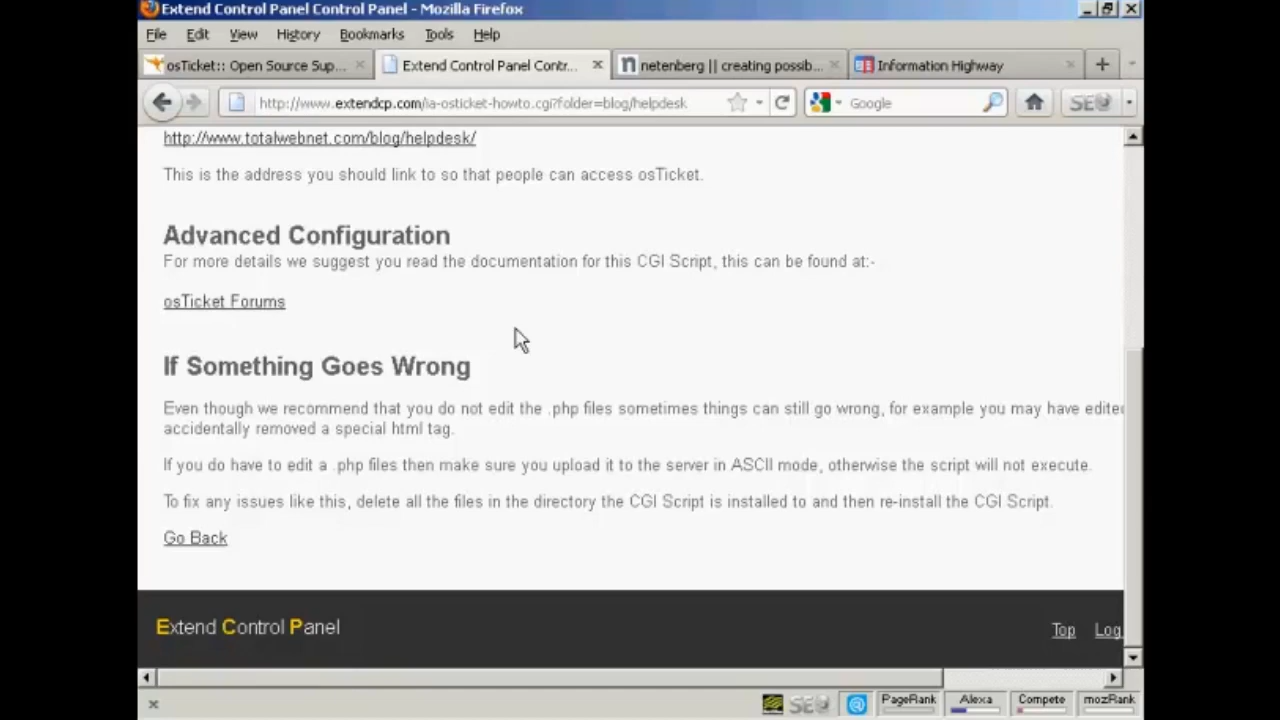 Extend Control Panel Control Panel - Mozilla Firefox
File Edit View History Bookmarks Tools Help
osTicket:: Open Source Sup... Extend Control Panel Contr... netenberg || creating possib... Information Highway
http://www.extendcp.com/ia-osticket-howto.cgi?folder=blog/helpdesk Google SEO
http://www.totalwebnet.com/blog/helpdesk/
This is the address you should link to so that people can access osTicket.
Advanced Configuration
For more details we suggest you read the documentation for this CGI Script, this can be found at:-
osTicket Forums
If Something Goes Wrong
Even though we recommend that you do not edit the .php files sometimes things can still go wrong, for example you may have edited
accidentally removed a special html tag.
If you do have to edit a .php files then make sure you upload it to the server in ASCII mode, otherwise the script will not execute.
To fix any issues like this, delete all the files in the directory the CGI Script is installed to and then re-install the CGI Script.
Go Back
Extend Control Panel Top Log
SEO @ PageRank Alexa Compete mozRank